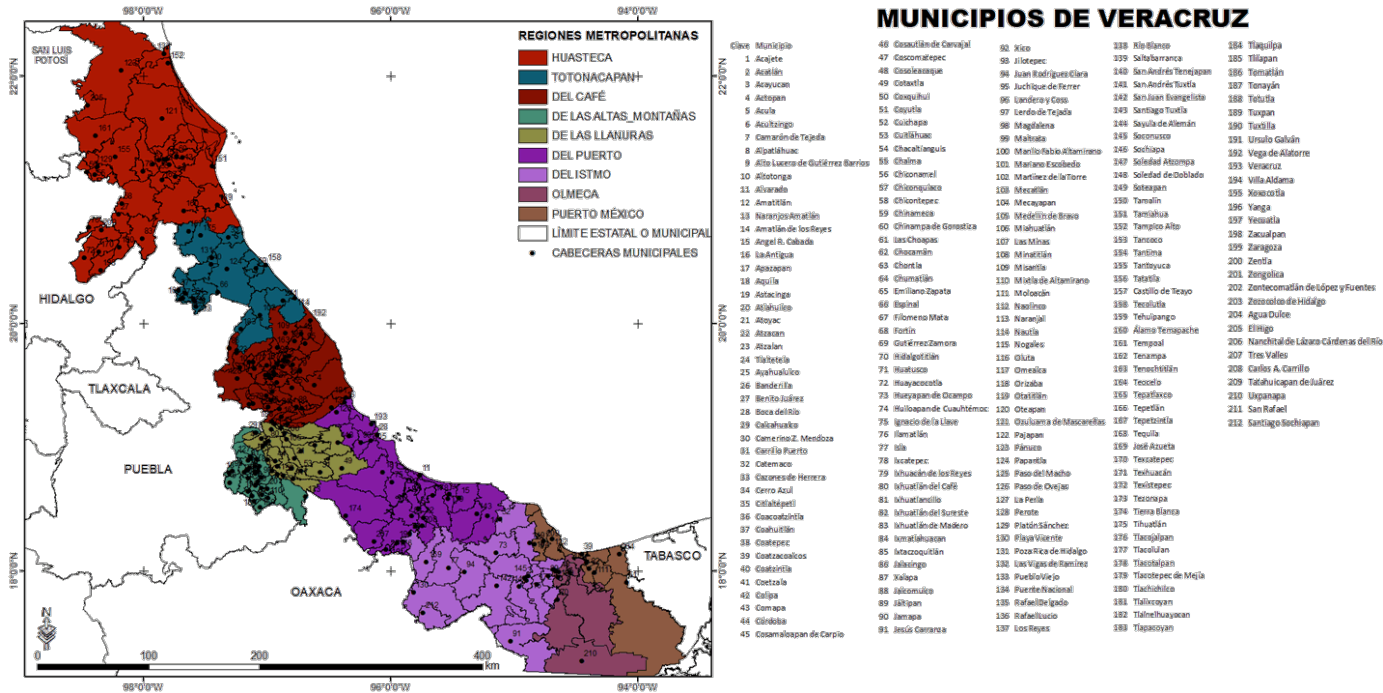 MUNICIPIOS DE VERACRUZ
98°0'0"W
96°0'0"W
94°0'0"W
22°0'0"N
20°0'0"N
18°0'0"N
SAN LUIS
POTOSÍ
HIDALGO
TLAXCALA
PUEBLA
OAXACA
TABASCO
REGIONES METROPOLITANAS
HUASTECA
TOTONACAPAN
DEL CAFÉ
DE LAS ALTAS_MONTAÑAS
DE LAS LLANURAS
DEL PUERTO
DEL ISTMO
OLMECA
PUERTO MÉXICO
LÍMITE ESTATAL O MUNICIPAL
CABECERAS MUNICIPALES
N
0 100 200 400
km
98°0'0"W
96°0'0"W
94°0'0"W
22°0'0"N
20°0'0"N
18°0'0"N
Clave Municipio
1 Acajete
2 Acatlán
3 Acayucan
4 Actopan
5 Acula
6 Acultzingo
7 Camarón de Tejeda
8 Alpatláhuac
9 Alto Lucero de Gutiérrez Barrios
10 Altotonga
11 Alvarado
12 Amatitlán
13 Naranjos Amatlán
14 Amatlán de los Reyes
15 Angel R. Cabada
16 La Antigua
17 Apazapan
18 Aquila
19 Astacinga
20 Atlahuilco
21 Atoyac
22 Atzacan
23 Atzalan
24 Tlaltetela
25 Ayahualulco
26 Banderilla
27 Benito Juárez
28 Boca del Río
29 Calcahualco
30 Camerino Z. Mendoza
31 Carrillo Puerto
32 Catemaco
33 Cazones de Herrera
34 Cerro Azul
35 Citlaltépetl
36 Coacoatzintla
37 Coahuitlán
38 Coatepec
39 Coatzacoalcos
40 Coatzintla
41 Coetzala
42 Colipa
43 Comapa
44 Córdoba
45 Cosamaloapan de Carpio
46 Cosautlán de Carvajal
47 Coscomatepec
48 Cosoleacaque
49 Cotaxtla
50 Coxquihui
51 Coyutla
52 Cuichapa
53 Cuitláhuac
54 Chacaltianguis
55 Chalma
56 Chiconamel
57 Chiconquiaco
58 Chicontepec
59 Chinameca
60 Chinampa de Gorostiza
61 Las Choapas
62 Chocamán
63 Chontla
64 Chumatlán
65 Emiliano Zapata
66 Espinal
67 Filomeno Mata
68 Fortín
69 Gutiérrez Zamora
70 Hidalgotitlán
71 Huatusco
72 Huayacocotla
73 Hueyapan de Ocampo
74 Huiloapan de Cuauhtémoc
75 Ignacio de la Llave
76 Ilamatlán
77 Isla
78 Ixcatepec
79 Ixhuacán de los Reyes
80 Ixhuatlán del Café
81 Ixhuatlancillo
82 Ixhuatlán del Sureste
83 Ixhuatlán de Madero
84 Ixmatlahuacan
85 Ixtaczoquitlán
86 Jalacingo
87 Xalapa
88 Jalcomulco
89 Jáltipan
90 Jamapa
91 Jesús Carranza
92 Xico
93 Jilotepec
94 Juan Rodríguez Clara
95 Juchique de Ferrer
96 Landero y Coss
97 Lerdo de Tejada
98 Magdalena
99 Maltrata
100 Manlio Fabio Altamirano
101 Mariano Escobedo
102 Martínez de la Torre
103 Mecatlán
104 Mecayapan
105 Medellín de Bravo
106 Miahuatlán
107 Las Minas
108 Minatitlán
109 Misantla
110 Mixtla de Altamirano
111 Moloacán
112 Naolinco
113 Naranjal
114 Nautla
115 Nogales
116 Oluta
117 Omealca
118 Orizaba
119 Otatitlán
120 Oteapan
121 Ozuluama de Mascareñas
122 Pajapan
123 Pánuco
124 Papantla
125 Paso del Macho
126 Paso de Ovejas
127 La Perla
128 Perote
129 Platón Sánchez
130 Playa Vicente
131 Poza Rica de Hidalgo
132 Las Vigas de Ramírez
133 Pueblo Viejo
134 Puente Nacional
135 Rafael Delgado
136 Rafael Lucio
137 Los Reyes
138 Río Blanco
139 Saltabarranca
140 San Andrés Tenejapan
141 San Andrés Tuxtla
142 San Juan Evangelista
143 Santiago Tuxtla
144 Sayula de Alemán
145 Soconusco
146 Sochiapa
147 Soledad Atzompa
148 Soledad de Doblado
149 Soteapan
150 Tamalín
151 Tamiahua
152 Tampico Alto
153 Tancoco
154 Tantima
155 Tantoyuca
156 Tatatila
157 Castillo de Teayo
158 Tecolutla
159 Tehuipango
160 Álamo Temapache
161 Tempoal
162 Tenampa
163 Tenochtitlán
164 Teocelo
165 Tepatlaxco
166 Tepetlán
167 Tepetzintla
168 Tequila
169 José Azueta
170 Texcatepec
171 Texhuacán
172 Texistepec
173 Tezonapa
174 Tierra Blanca
175 Tihuatlán
176 Tlacojalpan
177 Tlacolulan
178 Tlacotalpan
179 Tlacotepec de Mejía
180 Tlachichilco
181 Tlalixcoyan
182 Tlalnelhuayocan
183 Tlapacoyan
184 Tlaquilpa
185 Tlilapan
186 Tomatlán
187 Tonayán
188 Totutla
189 Tuxpan
190 Tuxtilla
191 Ursulo Galván
192 Vega de Alatorre
193 Veracruz
194 Villa Aldama
195 Xoxocotla
196 Yanga
197 Yecuatla
198 Zacualpan
199 Zaragoza
200 Zentla
201 Zongolica
202 Zontecomatlán de López y Fuentes
203 Zozocolco de Hidalgo
204 Agua Dulce
205 El Higo
206 Nanchital de Lázaro Cárdenas del Río
207 Tres Valles
208 Carlos A. Carrillo
209 Tatahuicapan de Juárez
210 Uxpanapa
211 San Rafael
212 Santiago Sochiapan